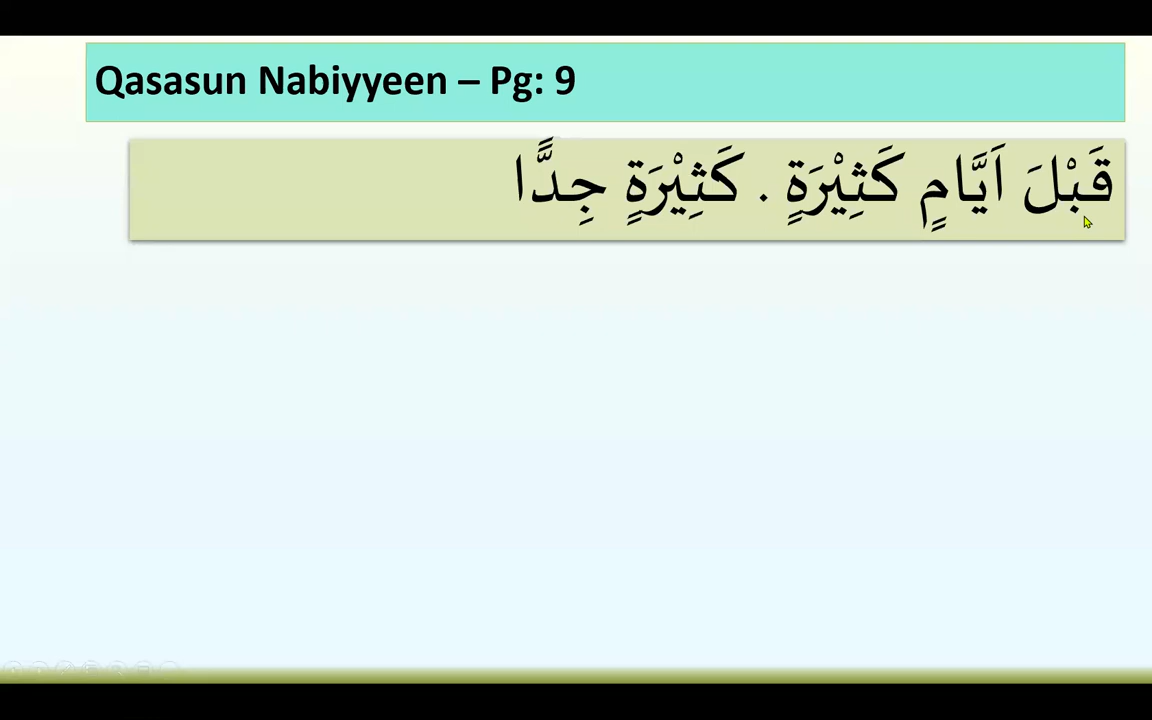 Qasasun Nabiyyeen – Pg: 9
قَبْلَ اَيَّامٍ كَثِيْرَةٍ . كَثِيْرَةٍ جِدًّا